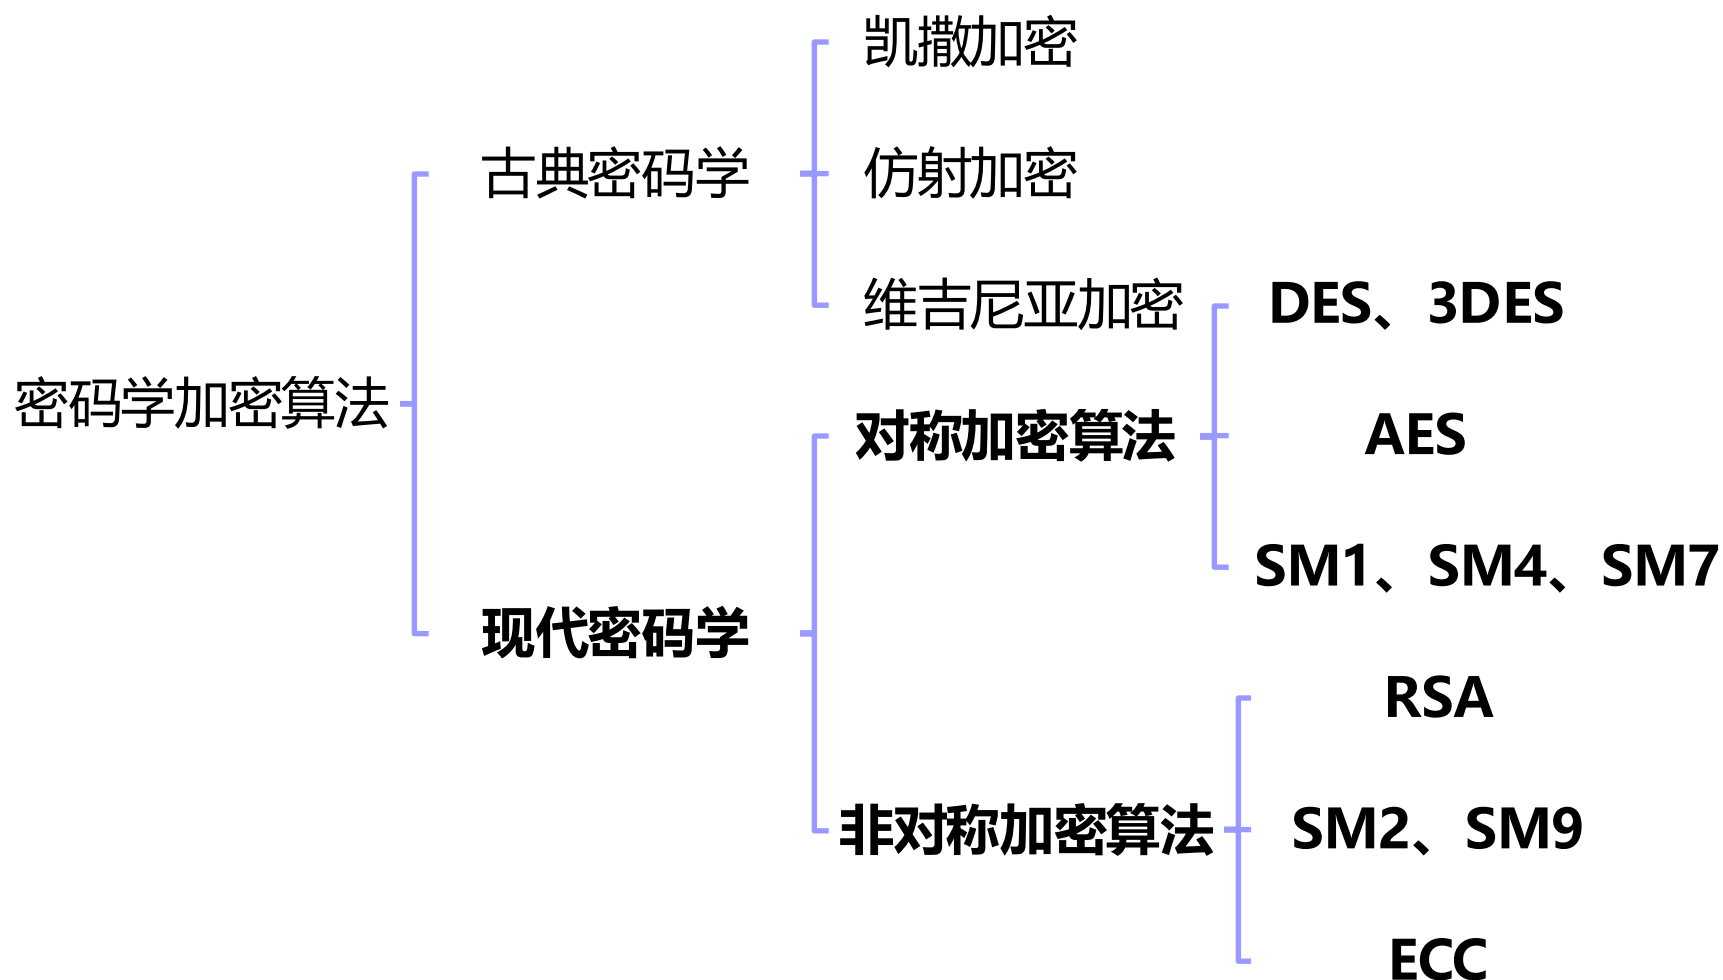 密码学加密算法
古典密码学
凯撒加密
仿射加密
维吉尼亚加密
现代密码学
对称加密算法
DES、3DES
AES
SM1、SM4、SM7
非对称加密算法
RSA
SM2、SM9
ECC